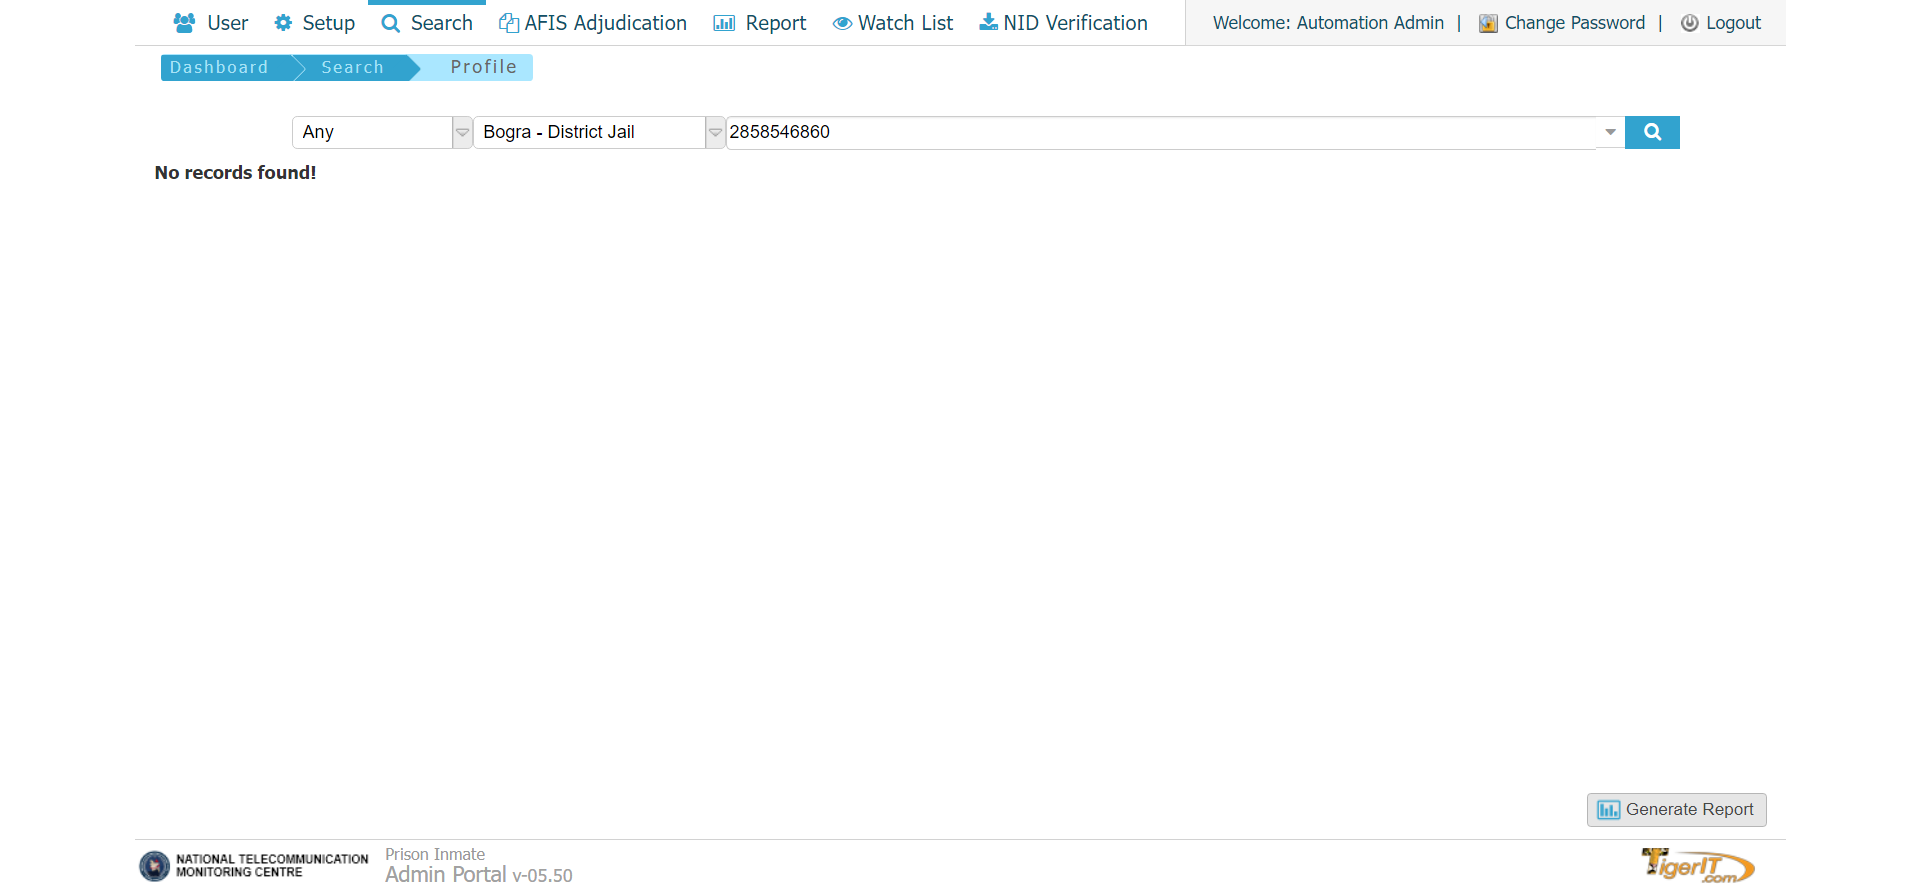 User Setup Search AFIS Adjudication Report Watch List NID Verification Welcome: Automation Admin | Change Password | Logout
Dashboard Search Profile
Any Bogra - District Jail 2858546860
No records found!
Generate Report
NATIONAL TELECOMMUNICATION
MONITORING CENTRE
Prison Inmate
Admin Portal v-05.50
TigerIT
.com